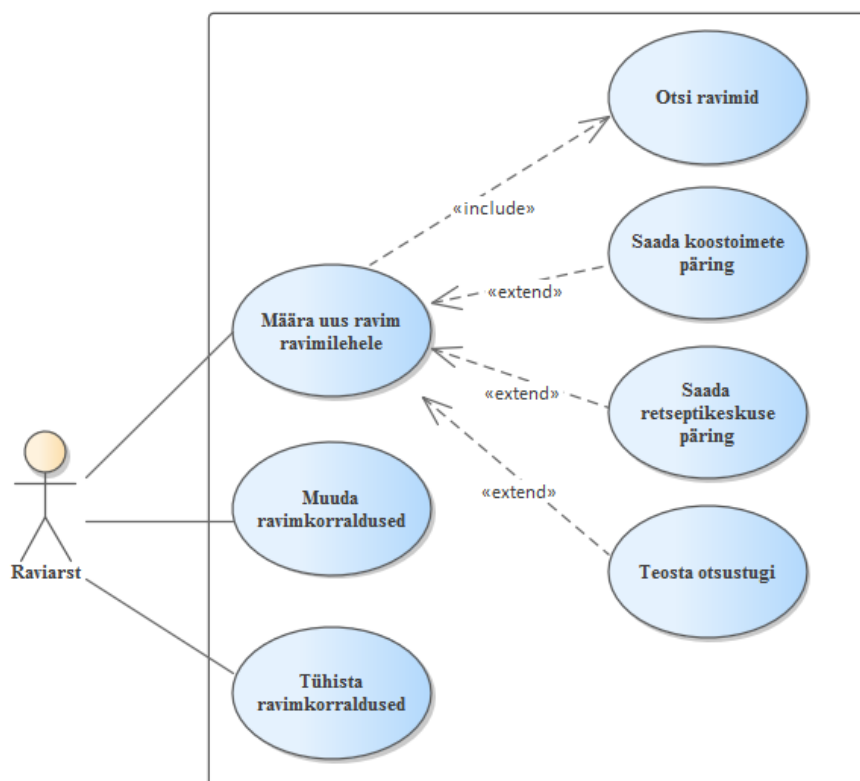 Otsi ravimid
«include»
Saada koostoimete
päring
«extend»
Määra uus ravim
ravimilehele
Saada
retseptikeskuse
päring
«extend»
«extend»
Muuda
ravimkorraldused
Teosta otsustugi
Raviarst
Tühista
ravimkorraldused